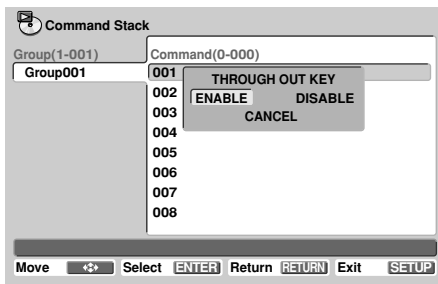 Command Stack
Group(1-001) Command(0-000)
Group001 001
THROUGH OUT KEY
002
ENABLE DISABLE
003
CANCEL
004
005
006
007
008
Move Select ENTER Return RETURN Exit SETUP